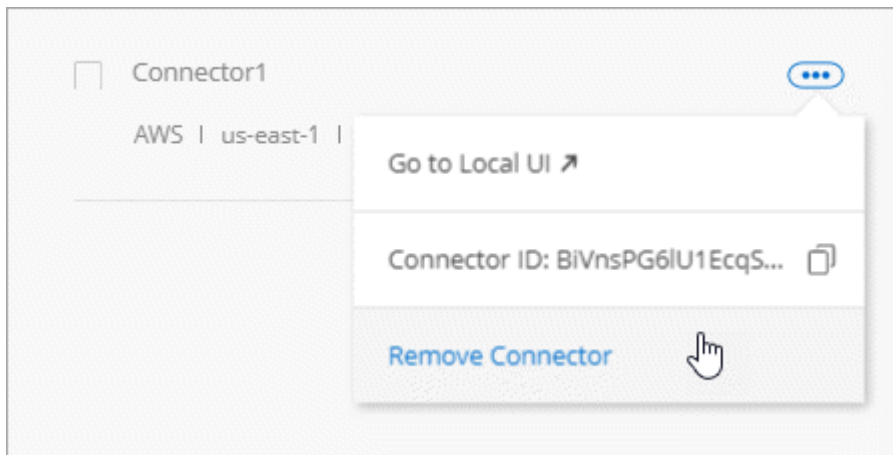 Connector1
AWS | us-east-1 |
Go to Local UI
Connector ID: BiVnsPG6lU1EcqS...
Remove Connector